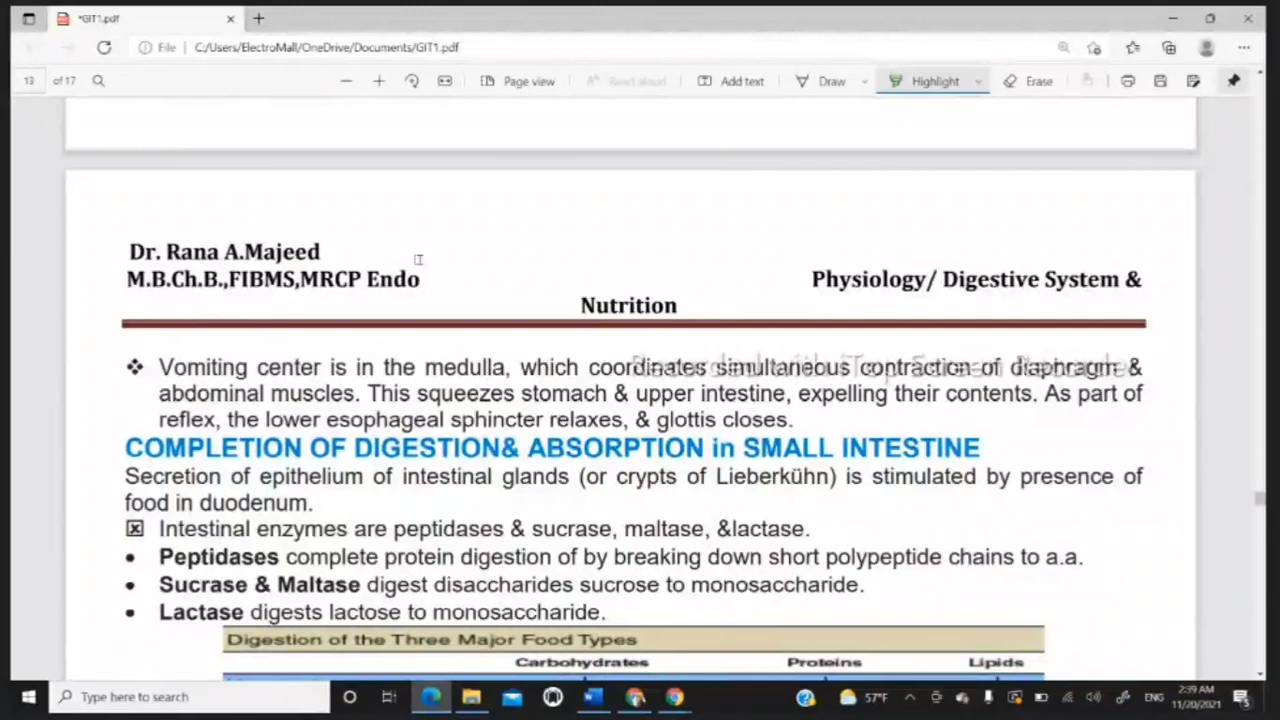 *GIT1.pdf
File
C:/Users/ElectroMall/OneDrive/Documents/GIT1.pdf
13 of 17
Page view
Read aloud
Add text
Draw
Highlight
Erase
Dr. Rana A.Majeed
M.B.Ch.B.,FIBMS,MRCP Endo Physiology/ Digestive System &
Nutrition
Recorded with iTop Screen Recorder
❖ Vomiting center is in the medulla, which coordinates simultaneous contraction of diaphragm &
abdominal muscles. This squeezes stomach & upper intestine, expelling their contents. As part of
reflex, the lower esophageal sphincter relaxes, & glottis closes.
COMPLETION OF DIGESTION& ABSORPTION in SMALL INTESTINE
Secretion of epithelium of intestinal glands (or crypts of Lieberkühn) is stimulated by presence of
food in duodenum.
☒ Intestinal enzymes are peptidases & sucrase, maltase, &lactase.
• Peptidases complete protein digestion of by breaking down short polypeptide chains to a.a.
• Sucrase & Maltase digest disaccharides sucrose to monosaccharide.
• Lactase digests lactose to monosaccharide.
Digestion of the Three Major Food Types
Carbohydrates Proteins Lipids
Type here to search
57°F
ENG
2:39 AM
11/20/2021